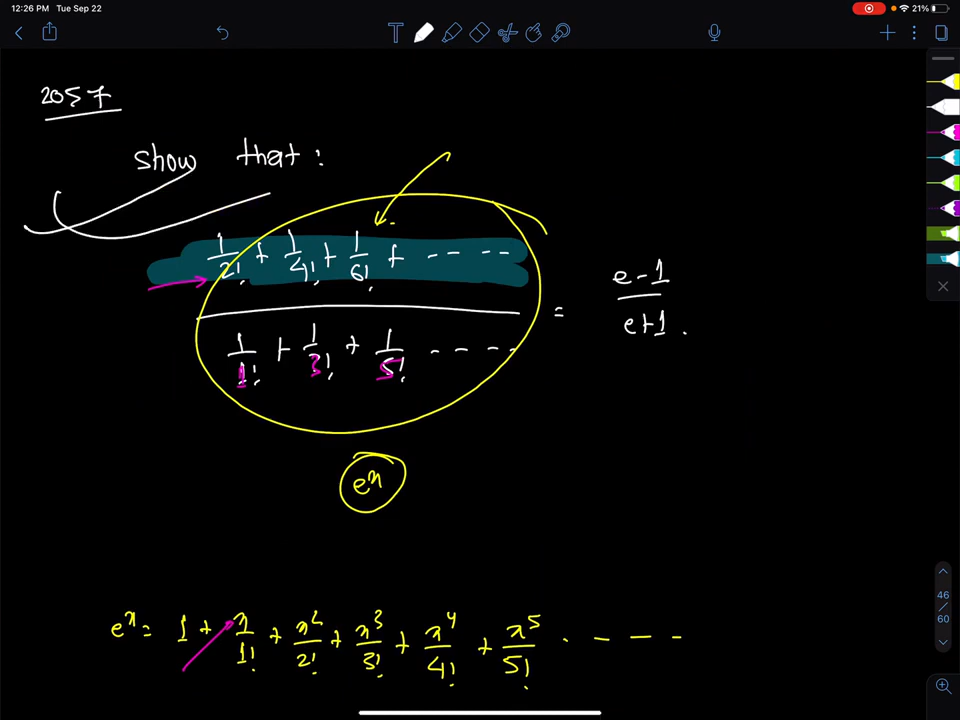 12:26 PM Tue Sep 22
21%
2057
show that:
1/2! + 1/4! + 1/6! + ------
1/1! + 1/3! + 1/5! ----- = e-1/e+1.
e^x
46/60
e^x = 1 + x/1! + x^2/2! + x^3/3! + x^4/4! + x^5/5! . - - -